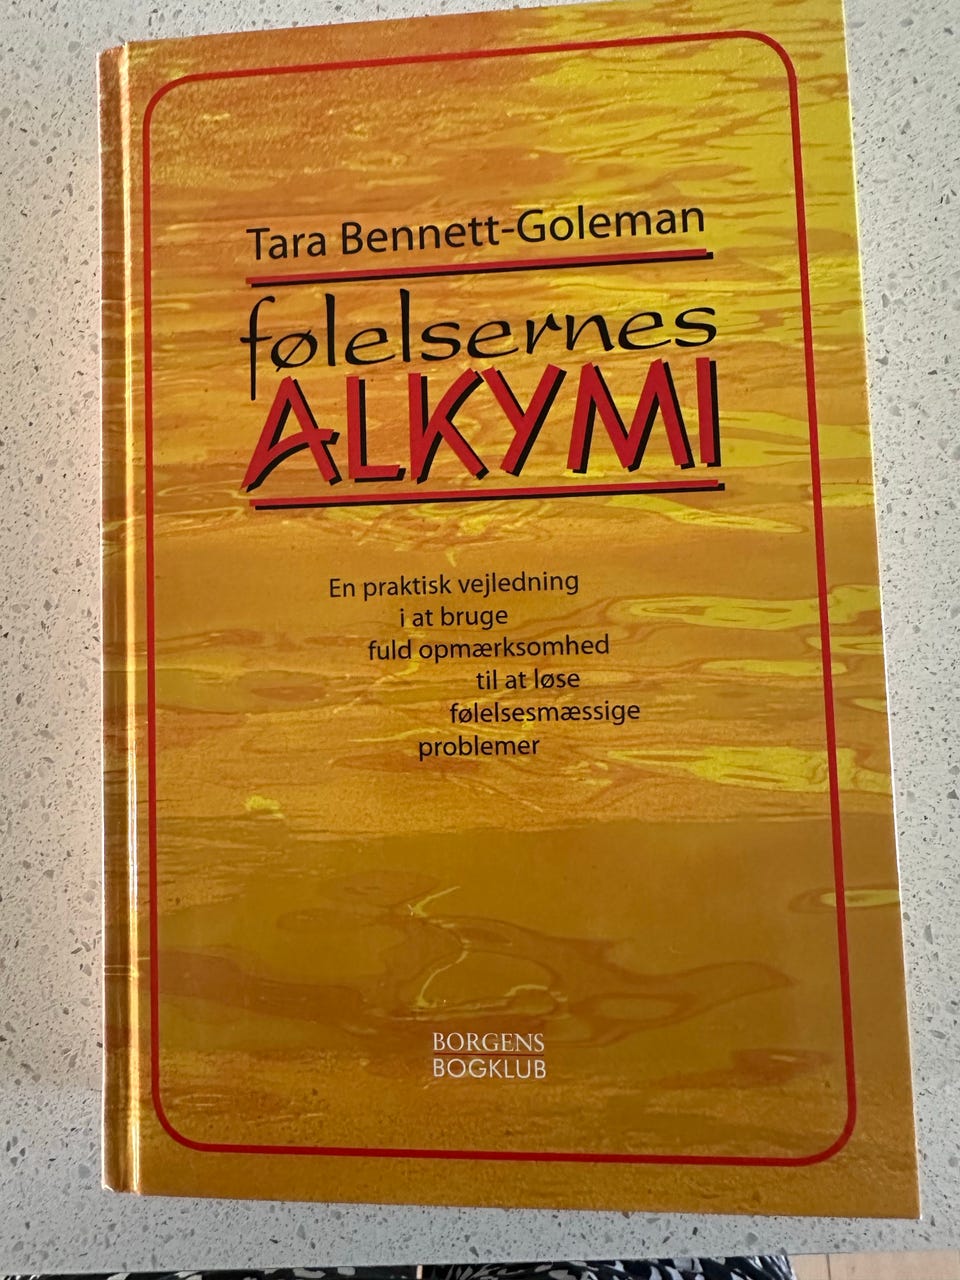 Tara Bennett-Goleman
følelsernes
ALKYMI
En praktisk vejledning
i at bruge
fuld opmærksomhed
til at løse
følelsesmæssige
problemer
BORGENS
BOGKLUB